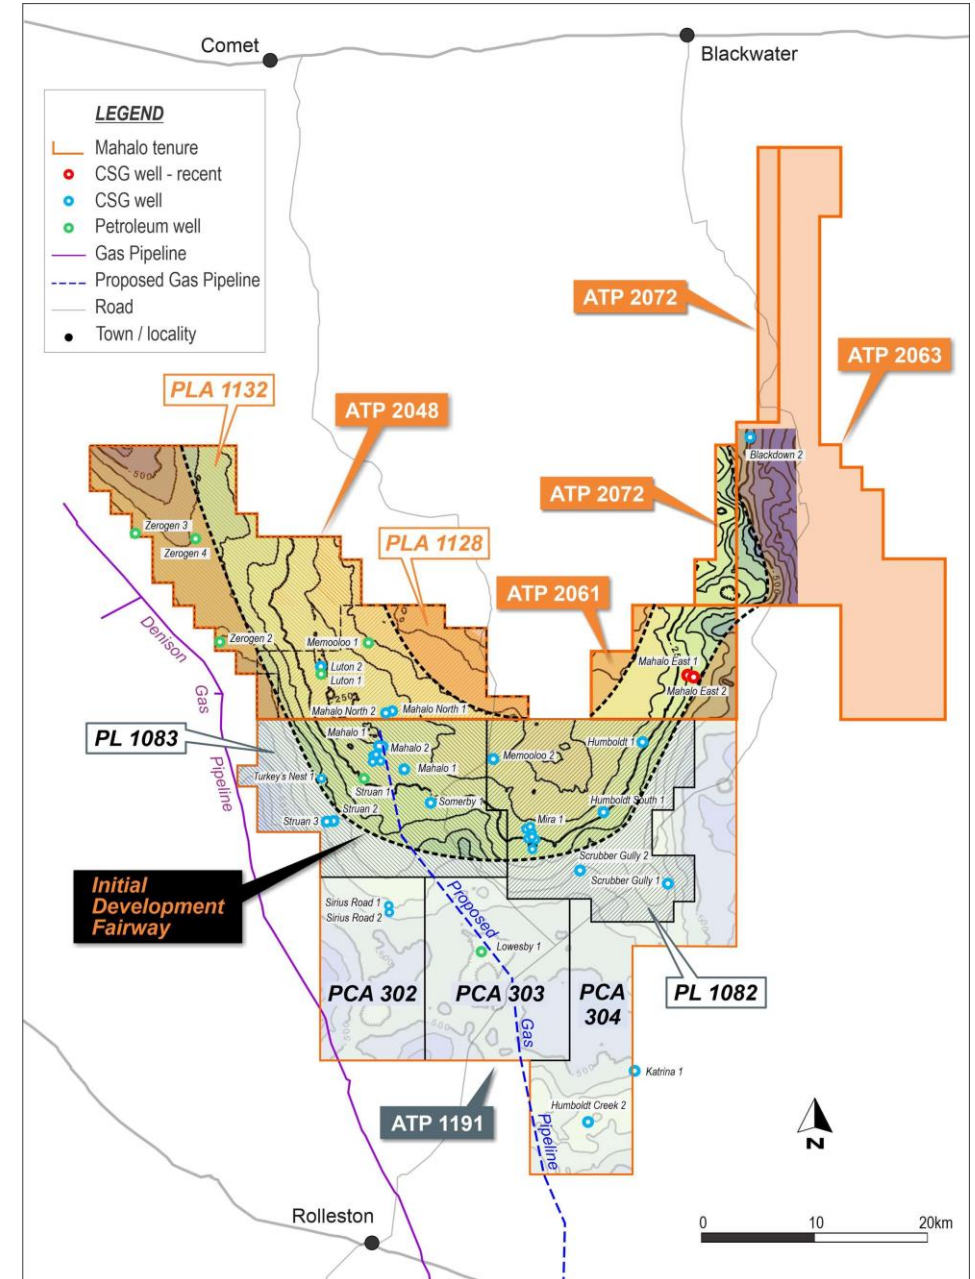 Comet
Blackwater
LEGEND
Mahalo tenure
CSG well - recent
CSG well
Petroleum well
Gas Pipeline
Proposed Gas Pipeline
Road
Town / locality
ATP 2072
ATP 2063
PLA 1132
ATP 2048
Blackdown 2
-500
ATP 2072
Zerogen 3
Zerogen 4
PLA 1128
-500
ATP 2061
Denison
Gas
Pipeline
Zerogen 2
Memooloo 1
Luton 2
Luton 1
Mahalo East 1
Mahalo East 2
Mahalo North 2
Mahalo North 1
PL 1083
Mahalo 1
Mahalo 2
Memooloo 2
Humboldt 1
Turkey's Nest 1
Mahalo 1
Struan 1
Somerby 1
Humboldt South 1
Struan 2
Struan 3
Mira 1
Scrubber Gully 2
Scrubber Gully 1
Initial
Development
Fairway
Proposed
Gas
Pipeline
Sirius Road 1
Sirius Road 2
Lowesby 1
PCA 302
PCA 303
PCA
304
PL 1082
Katrina 1
ATP 1191
Humboldt Creek 2
N
Rolleston
0
10
20km